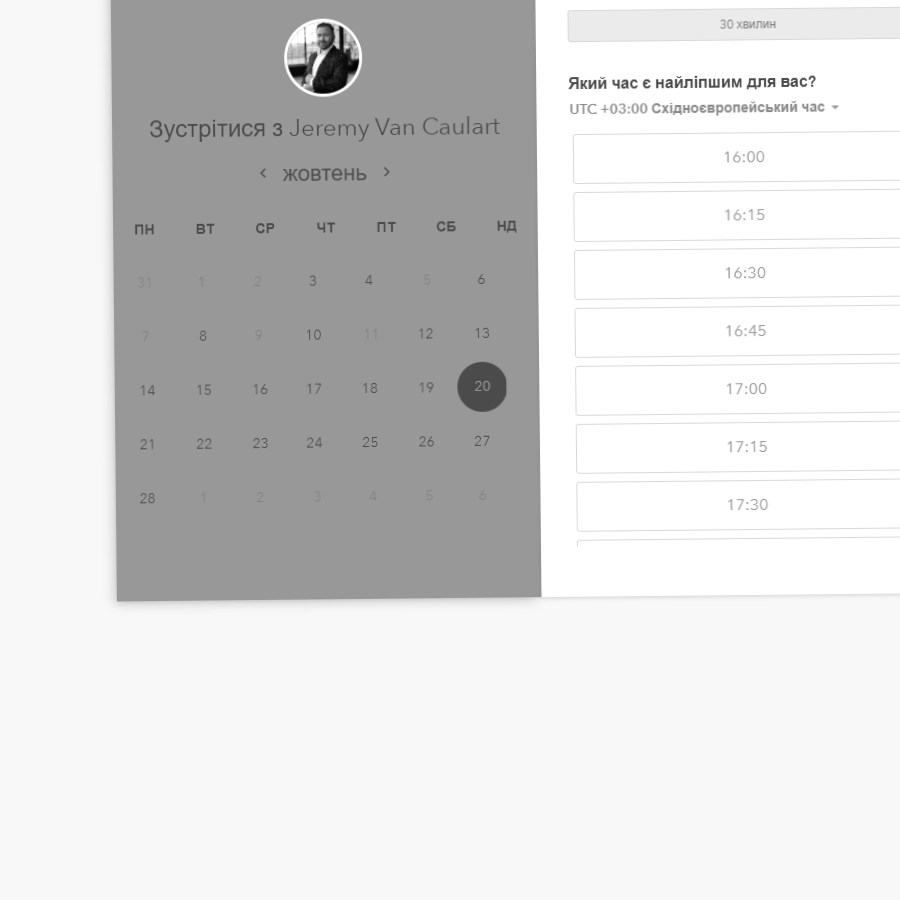 30 хвилин
Зустрітися з Jeremy Van Caulart
жовтень
ПН ВТ СР ЧТ ПТ СБ НД
31 1 2 3 4 5 6
7 8 9 10 11 12 13
14 15 16 17 18 19 20
21 22 23 24 25 26 27
28 1 2 3 4 5 6
Який час є найліпшим для вас?
UTC +03:00 Східноєвропейський час
16:00
16:15
16:30
16:45
17:00
17:15
17:30